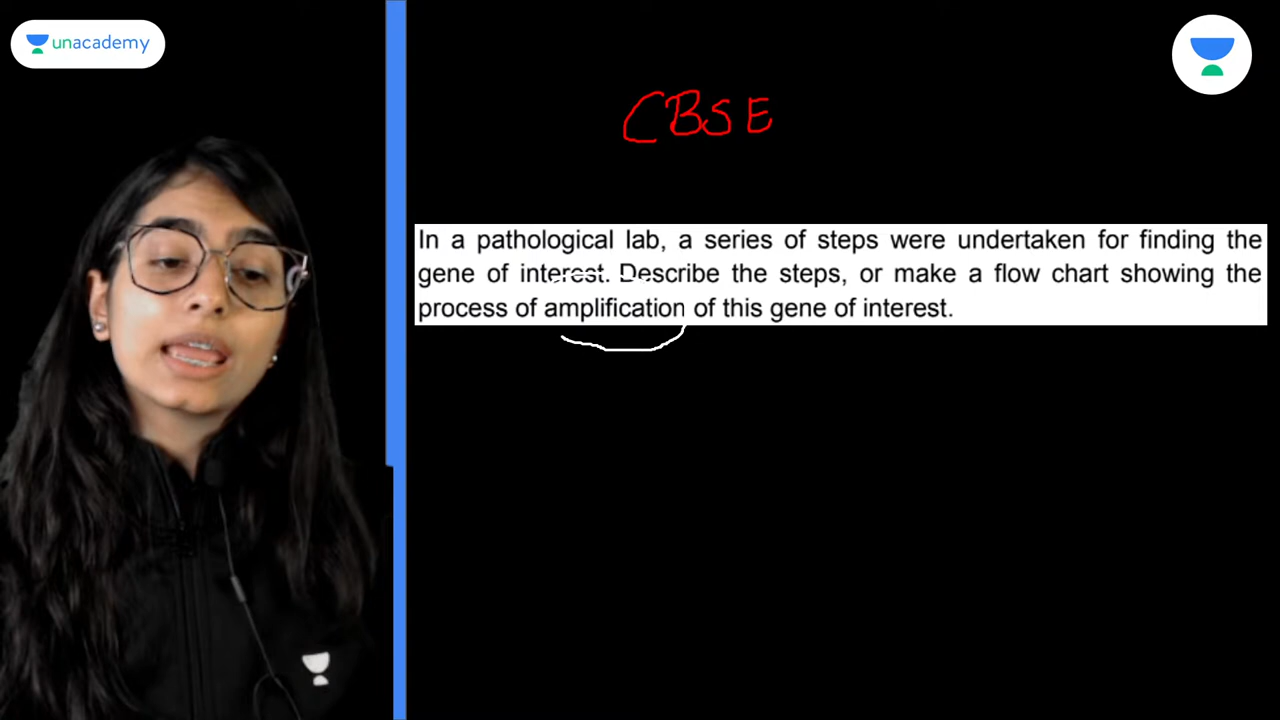 unacademy
CBSE
In a pathological lab, a series of steps were undertaken for finding the
gene of interest. Describe the steps, or make a flow chart showing the
process of amplification of this gene of interest.